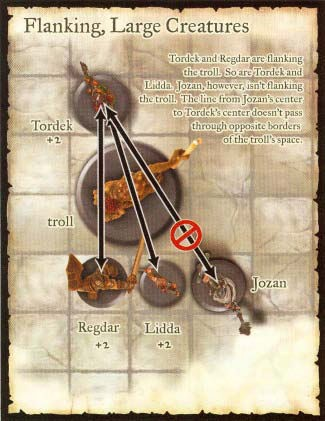 Flanking, Large Creatures
Tordek and Regdar are flanking
the troll. So are Tordek and
Lidda. Jozan, however, isn't flanking
the troll. The line from Jozan's center
to Tordek's center doesn't pass
through opposite borders
of the troll's space.
Tordek
+2
troll
Jozan
Regdar
+2
Lidda
+2